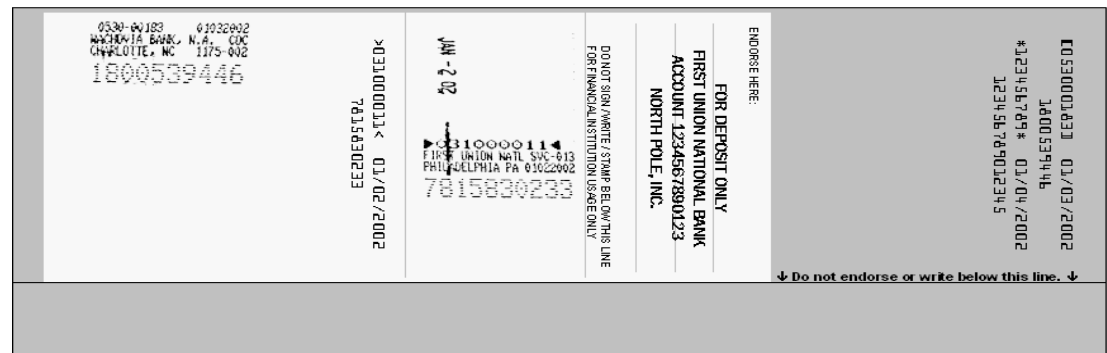 0530-00183 01032002
WACHOVIA BANK, N.A. CDC
CHARLOTTE, NC 1175-002
1800539446
>031000011< 01/02/2002
7815830233
JAN - 2 02
▶031000011◀
FIRST UNION NATL SVC-013
PHILADELPHIA PA 01022002
7815830233
DO NOT SIGN / WRITE / STAMP BELOW THIS LINE
FOR FINANCIAL INSTITUTION USAGE ONLY
ENDORSE HERE:
FOR DEPOSIT ONLY
FIRST UNION NATIONAL BANK
ACCOUNT 1234567890123
NORTH POLE, INC.
[053000183] 01/03/2002
1800539446
*123456789* 01/04/2002
123456789012345
↓ Do not endorse or write below this line. ↓